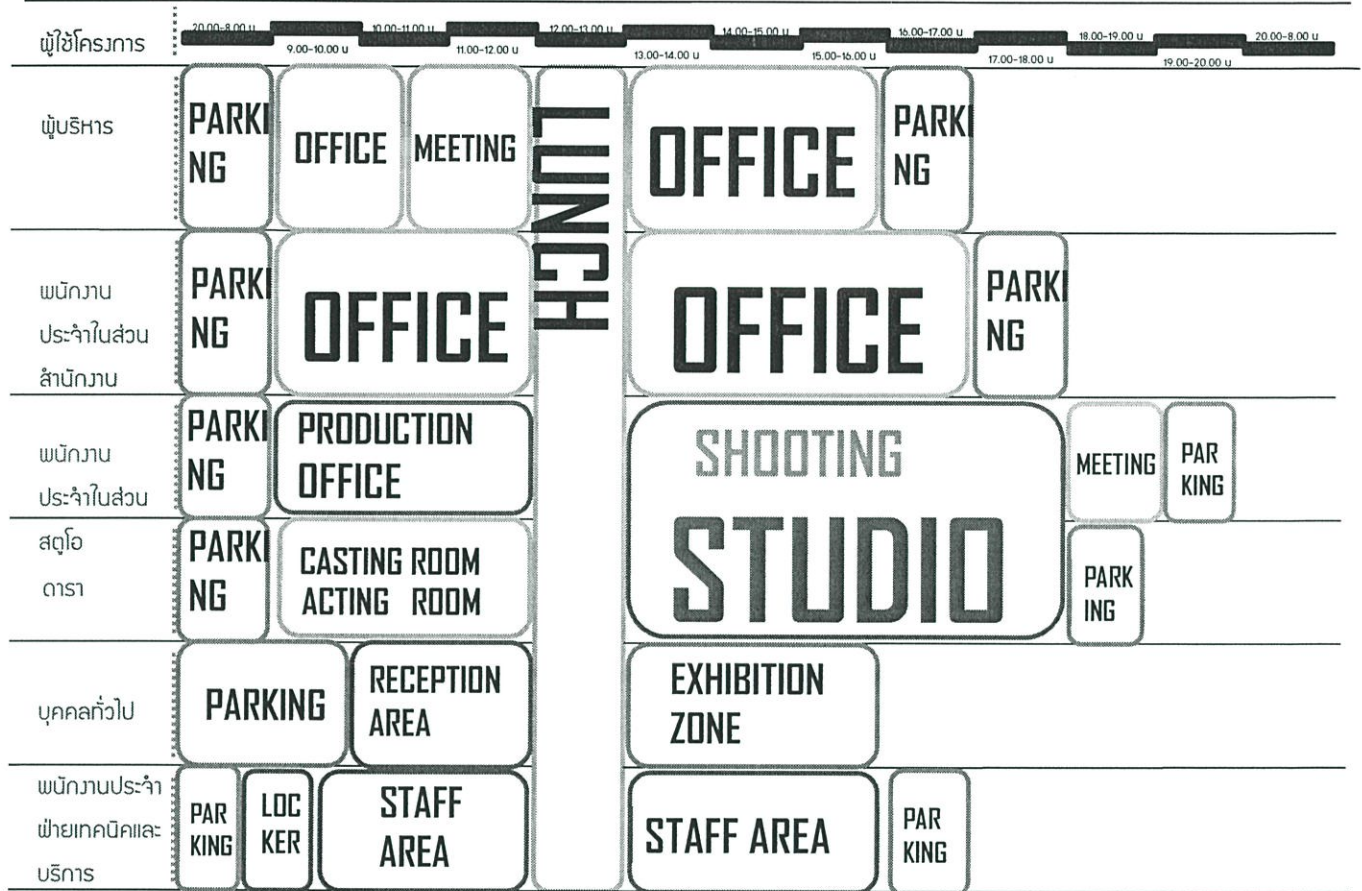 ผู้ใช้โครงการ
20.00-8.00 น
9.00-10.00 น
10.00-11.00 น
11.00-12.00 น
12.00-13.00 น
13.00-14.00 น
14.00-15.00 น
15.00-16.00 น
16.00-17.00 น
17.00-18.00 น
18.00-19.00 น
19.00-20.00 น
20.00-8.00 น
ผู้บริหาร
PARKI
NG
OFFICE
MEETING
LUNCH
OFFICE
PARKI
NG
พนักงาน
ประจำในส่วน
สำนักงาน
PARKI
NG
OFFICE
OFFICE
PARKI
NG
พนักงาน
ประจำในส่วน
สตูโอ
PARKI
NG
PRODUCTION
OFFICE
SHOOTING
STUDIO
MEETING
PAR
KING
ดารา
PARKI
NG
CASTING ROOM
ACTING ROOM
PARK
ING
บุคคลทั่วไป
PARKING
RECEPTION
AREA
EXHIBITION
ZONE
พนักงานประจำ
ฝ่ายเทคนิคและ
บริการ
PAR
KING
LOC
KER
STAFF
AREA
STAFF AREA
PAR
KING